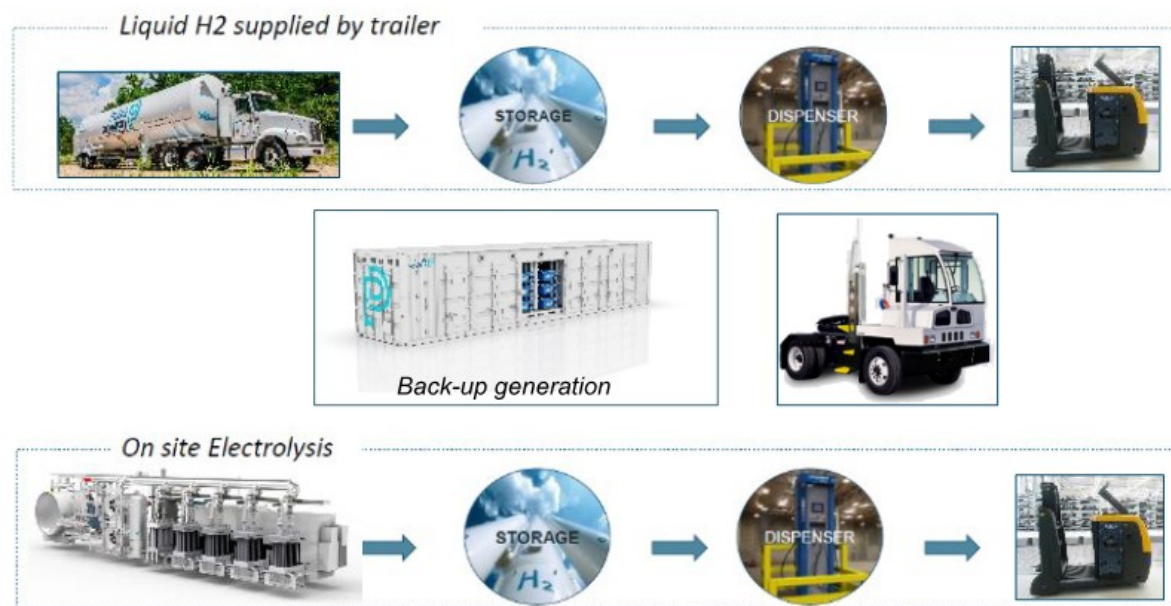 Liquid H2 supplied by trailer
STORAGE
H2
DISPENSER
Back-up generation
On site Electrolysis
STORAGE
H2
DISPENSER